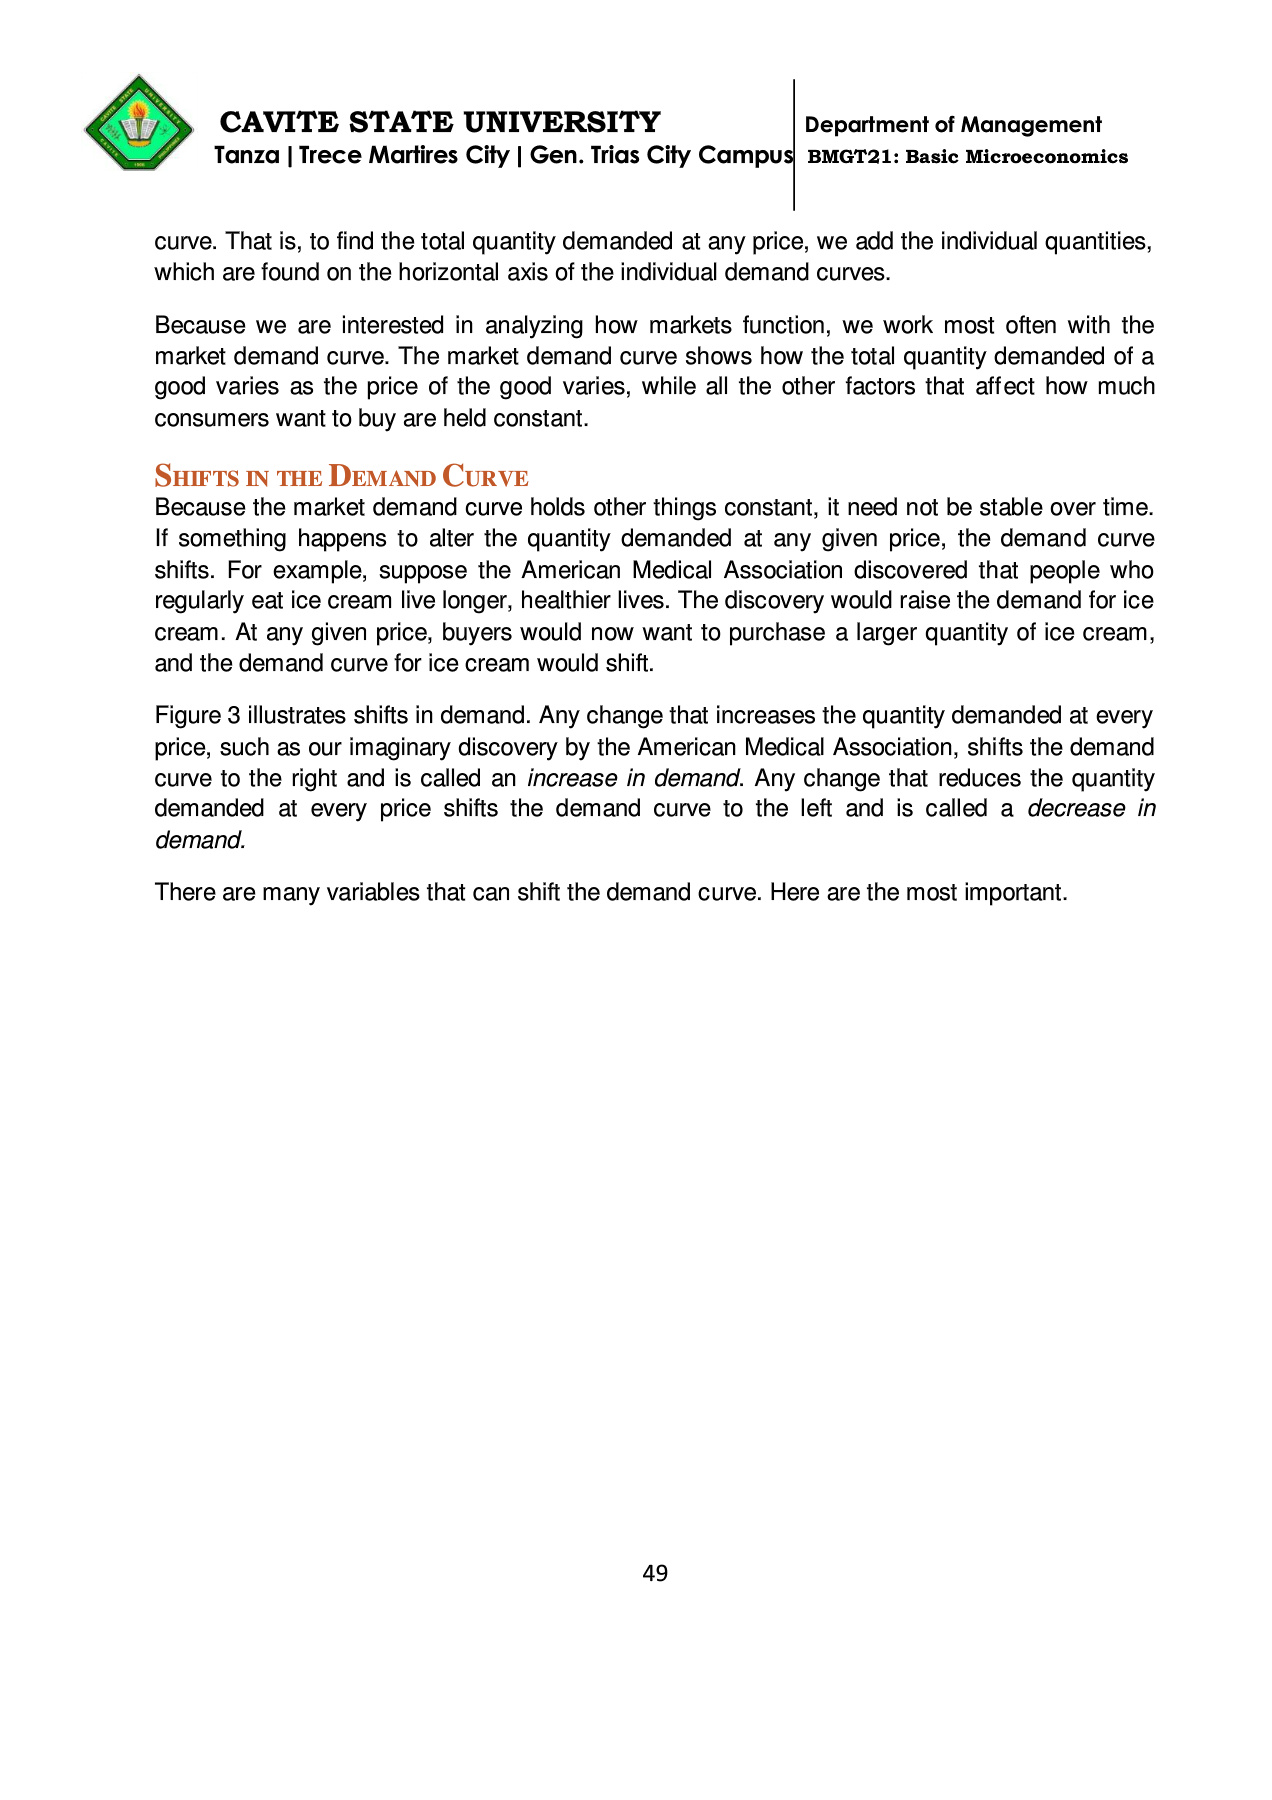 CAVITE STATE UNIVERSITY
Tanza | Trece Martires City | Gen. Trias City Campus
Department of Management
BMGT21: Basic Microeconomics
curve. That is, to find the total quantity demanded at any price, we add the individual quantities,
which are found on the horizontal axis of the individual demand curves.
Because we are interested in analyzing how markets function, we work most often with the
market demand curve. The market demand curve shows how the total quantity demanded of a
good varies as the price of the good varies, while all the other factors that affect how much
consumers want to buy are held constant.
SHIFTS IN THE DEMAND CURVE
Because the market demand curve holds other things constant, it need not be stable over time.
If something happens to alter the quantity demanded at any given price, the demand curve
shifts. For example, suppose the American Medical Association discovered that people who
regularly eat ice cream live longer, healthier lives. The discovery would raise the demand for ice
cream. At any given price, buyers would now want to purchase a larger quantity of ice cream,
and the demand curve for ice cream would shift.
Figure 3 illustrates shifts in demand. Any change that increases the quantity demanded at every
price, such as our imaginary discovery by the American Medical Association, shifts the demand
curve to the right and is called an increase in demand. Any change that reduces the quantity
demanded at every price shifts the demand curve to the left and is called a decrease in
demand.
There are many variables that can shift the demand curve. Here are the most important.
49